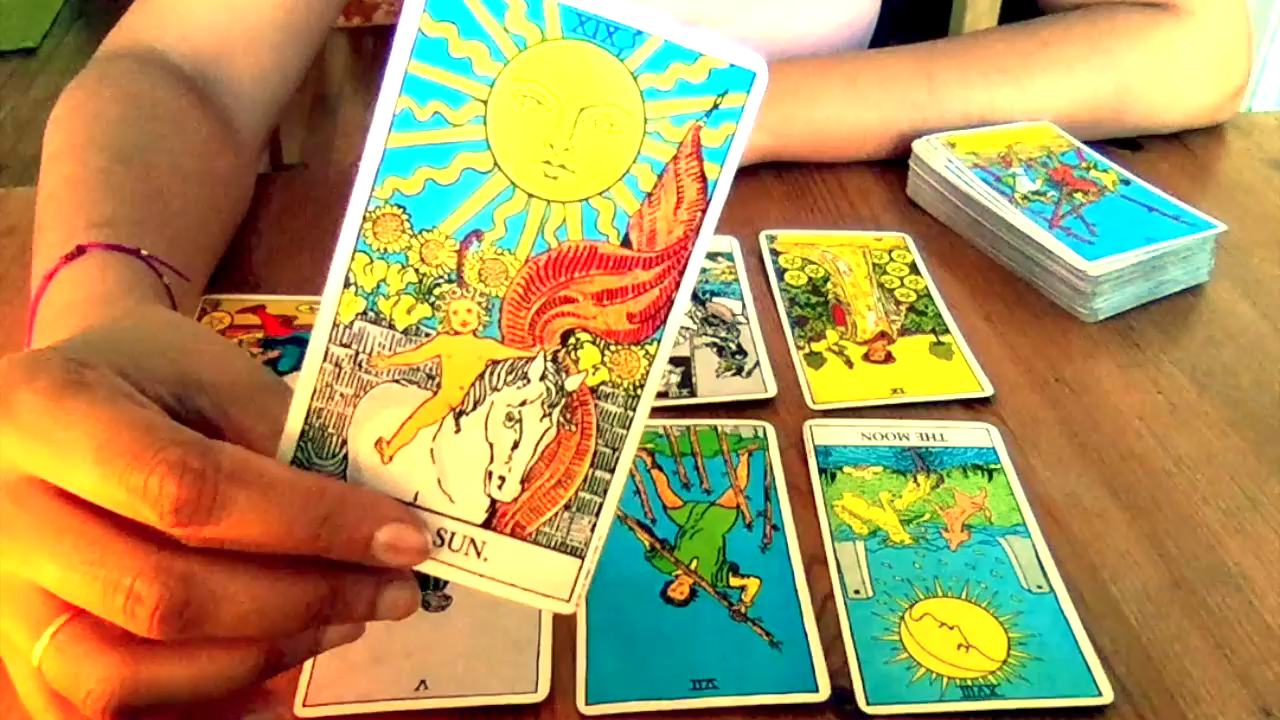 XIX
SUN.
IX
THE MOON
XVIII
VII
V